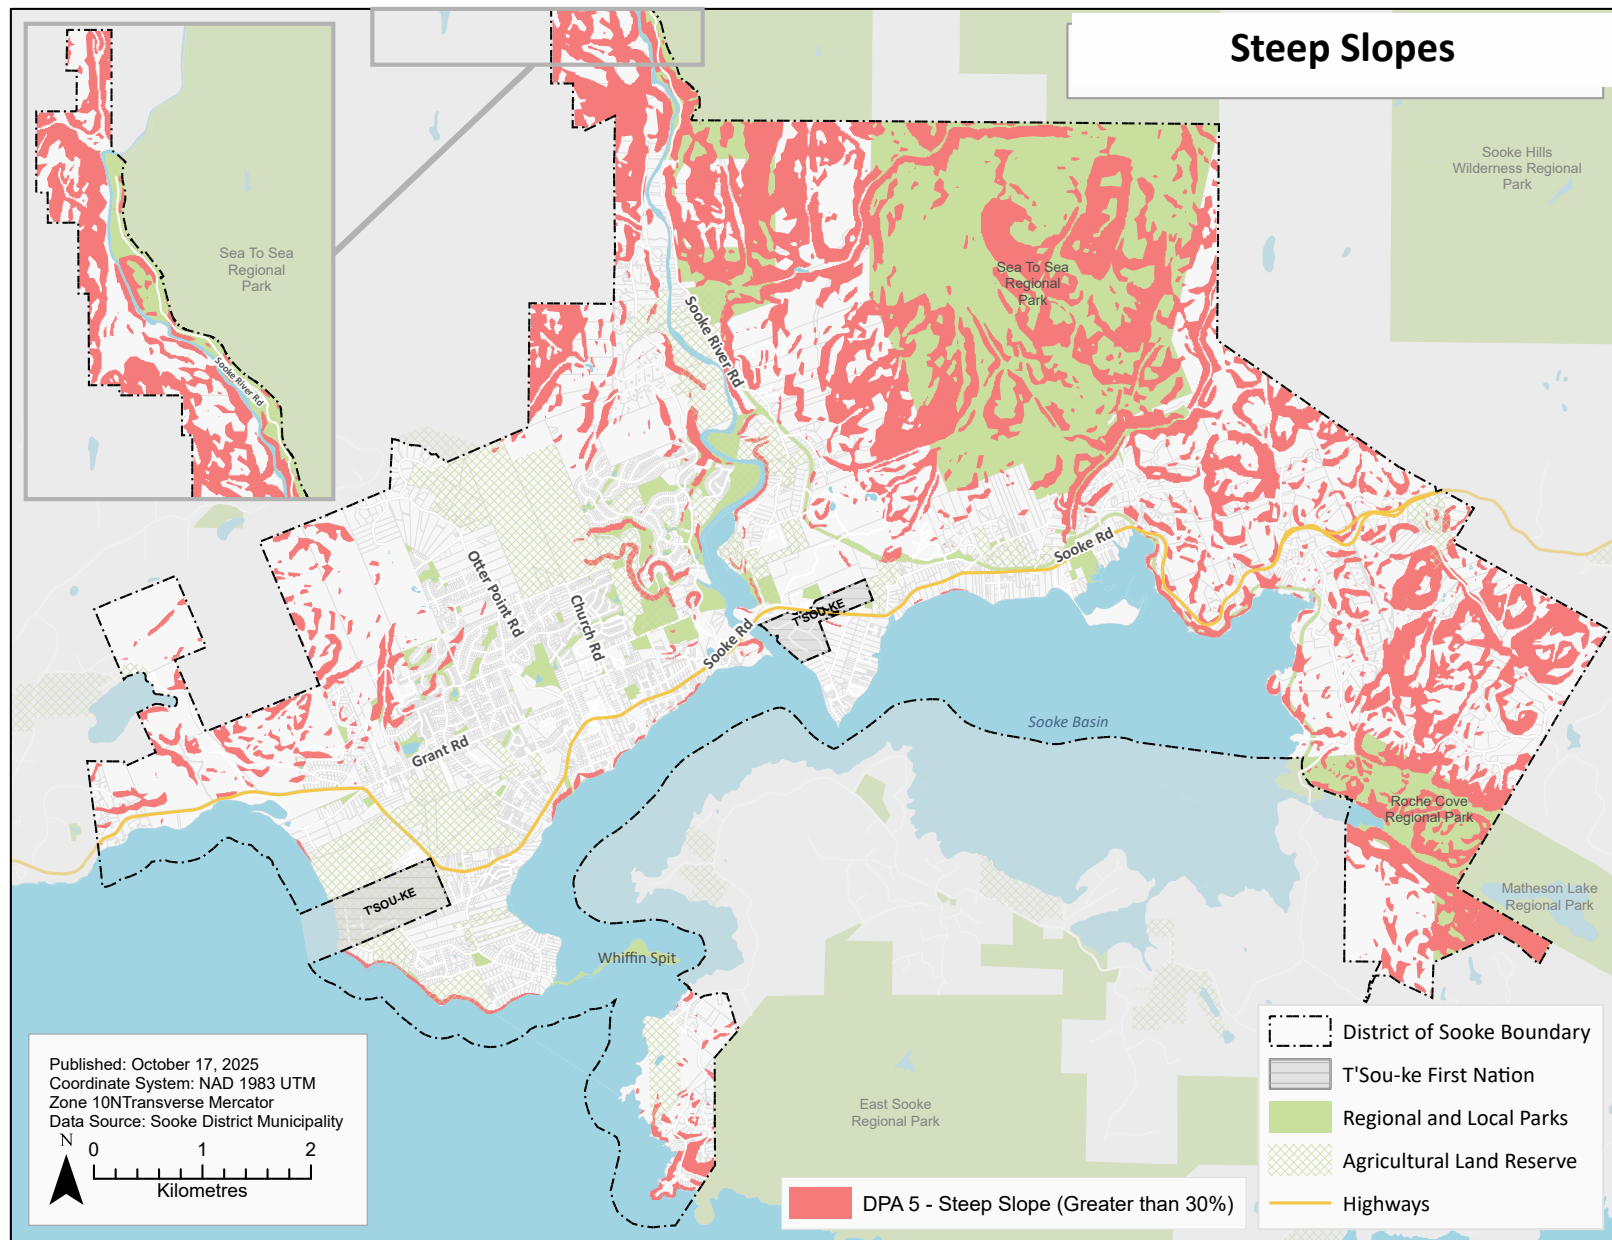 Steep Slopes
Sooke Hills
Wilderness Regional
Park
Sea To Sea
Regional
Park
Sooke River Rd
Sea To Sea
Regional
Park
Sooke River Rd
Otter Point Rd
Church Rd
Sooke Rd
Sooke Rd
T'SOU-KE
Grant Rd
Sooke Basin
Roche Cove
Regional Park
Matheson Lake
Regional Park
T'SOU-KE
Whiffin Spit
East Sooke
Regional Park
Published: October 17, 2025
Coordinate System: NAD 1983 UTM
Zone 10NTransverse Mercator
Data Source: Sooke District Municipality
N
0 1 2
Kilometres
DPA 5 - Steep Slope (Greater than 30%)
District of Sooke Boundary
T'Sou-ke First Nation
Regional and Local Parks
Agricultural Land Reserve
Highways